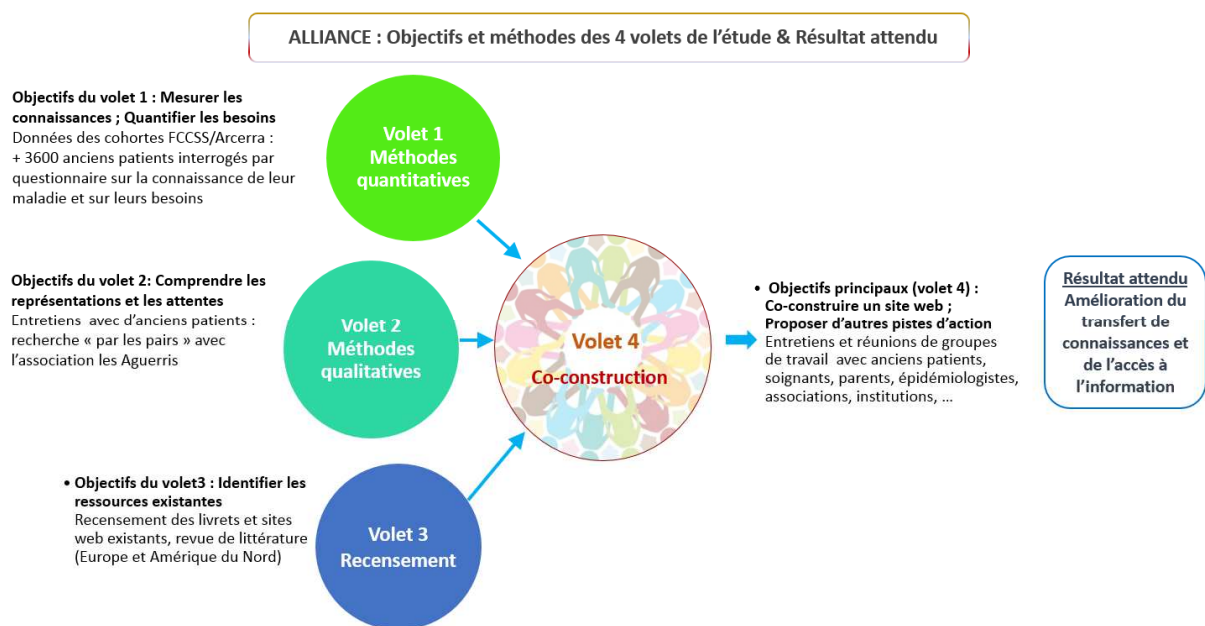 ALLIANCE : Objectifs et méthodes des 4 volets de l’étude & Résultat attendu
Objectifs du volet 1 : Mesurer les
connaissances ; Quantifier les besoins
Données des cohortes FCCSS/Arcerra :
+ 3600 anciens patients interrogés par
questionnaire sur la connaissance de leur
maladie et sur leurs besoins
Volet 1
Méthodes
quantitatives
Objectifs du volet 2: Comprendre les
représentations et les attentes
Entretiens avec d’anciens patients :
recherche « par les pairs » avec
l’association les Aguerris
Volet 2
Méthodes
qualitatives
• Objectifs du volet3 : Identifier les
ressources existantes
Recensement des livrets et sites
web existants, revue de littérature
(Europe et Amérique du Nord)
Volet 3
Recensement
Volet 4
Co-construction
• Objectifs principaux (volet 4) :
Co-construire un site web ;
Proposer d’autres pistes d’action
Entretiens et réunions de groupes
de travail avec anciens patients,
soignants, parents, épidémiologistes,
associations, institutions, ...
Résultat attendu
Amélioration du
transfert de
connaissances et
de l’accès à
l’information